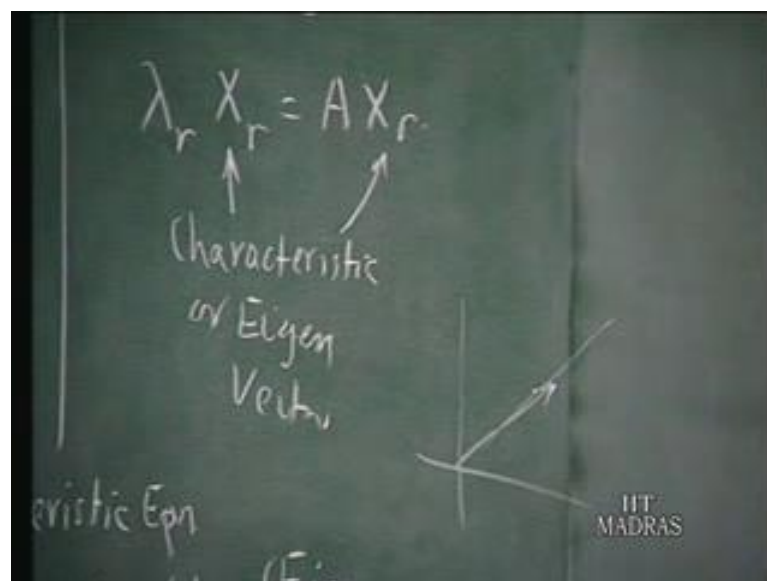 λr Xr = A Xr
Characteristic
or Eigen
Vector
eristic Eqn
IIT
MADRAS